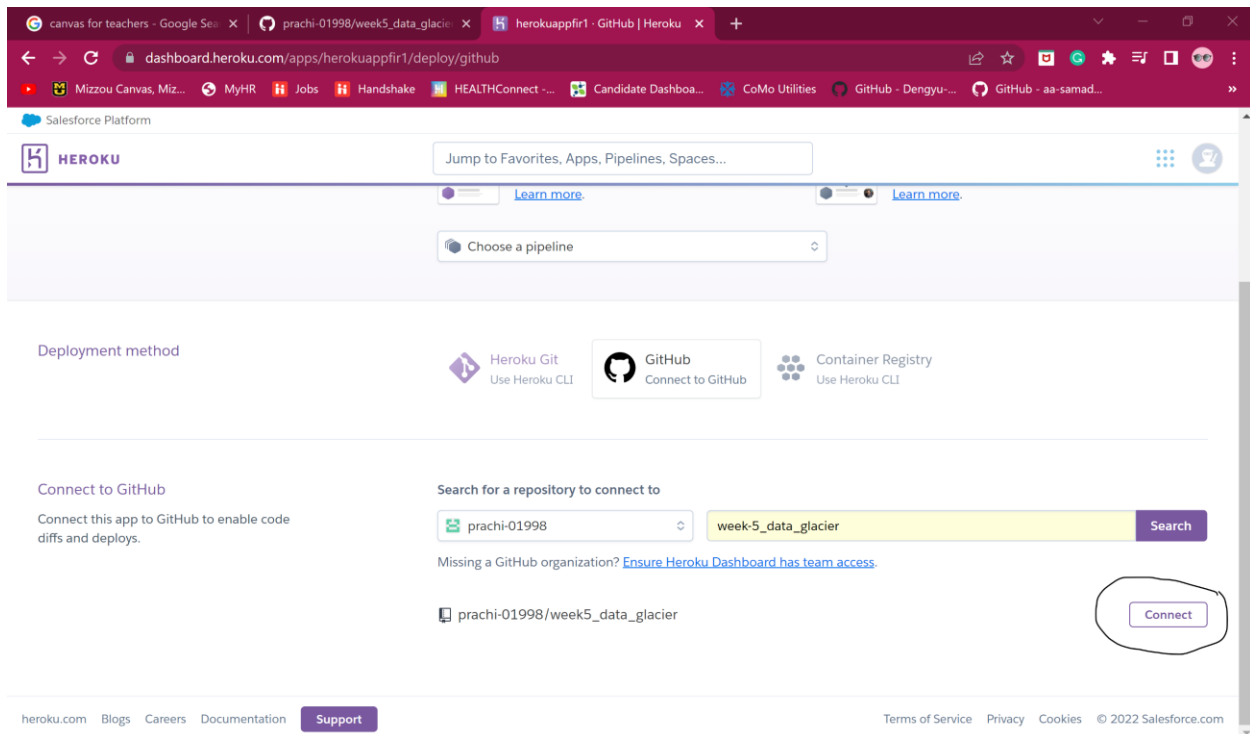 canvas for teachers - Google Sea
prachi-01998/week5_data_glacie
herokuappfir1 · GitHub | Heroku
dashboard.heroku.com/apps/herokuappfir1/deploy/github
Mizzou Canvas, Miz... MyHR Jobs Handshake HEALTHConnect -... Candidate Dashboa... CoMo Utilities GitHub - Dengyu-... GitHub - aa-samad... »
Salesforce Platform
HEROKU
Jump to Favorites, Apps, Pipelines, Spaces...
Learn more. Learn more.
Choose a pipeline
Deployment method
Heroku Git
Use Heroku CLI
GitHub
Connect to GitHub
Container Registry
Use Heroku CLI
Connect to GitHub
Connect this app to GitHub to enable code
diffs and deploys.
Search for a repository to connect to
prachi-01998 week-5_data_glacier Search
Missing a GitHub organization? Ensure Heroku Dashboard has team access.
prachi-01998/week5_data_glacier Connect
heroku.com Blogs Careers Documentation Support Terms of Service Privacy Cookies © 2022 Salesforce.com